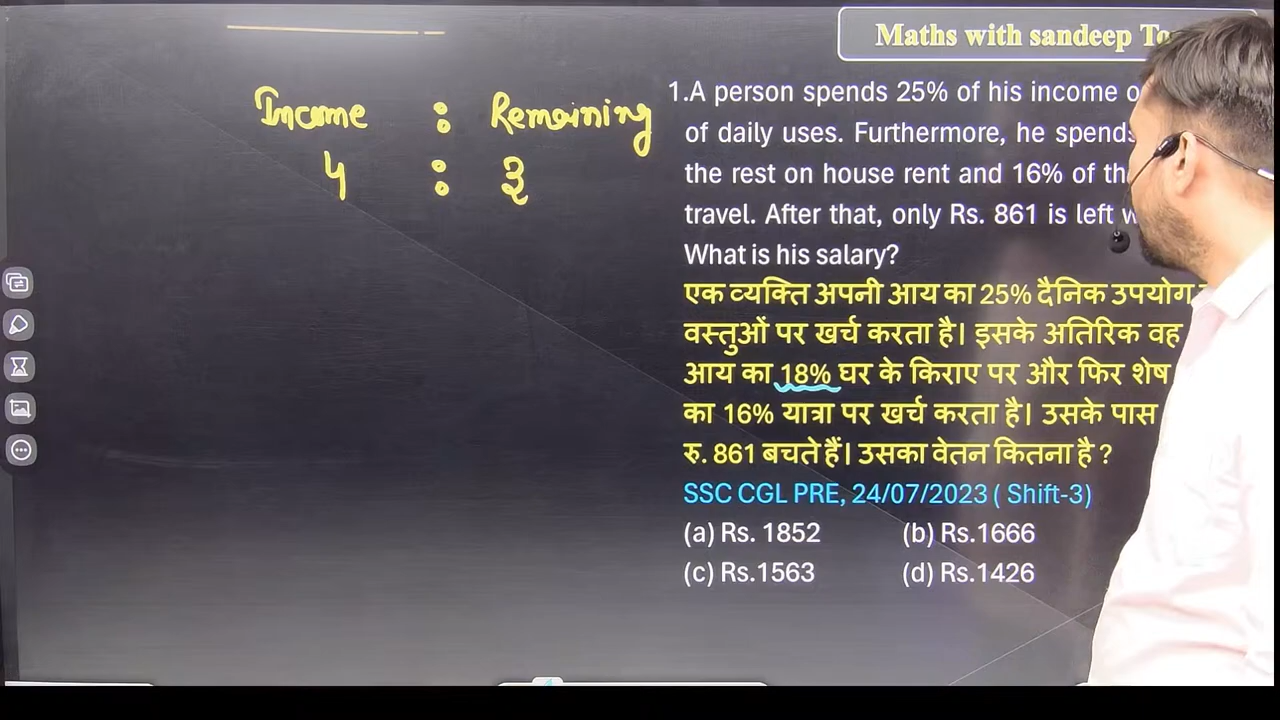 Maths with sandeep
Income : Remaining
4 : 3
1.A person spends 25% of his income
of daily uses. Furthermore, he spends
the rest on house rent and 16% of
travel. After that, only Rs. 861 is left
What is his salary?
एक व्यक्ति अपनी आय का 25% दैनिक उपयोग
वस्तुओं पर खर्च करता है। इसके अतिरिक वह
आय का 18% घर के किराए पर और फिर शेष
का 16% यात्रा पर खर्च करता है। उसके पास
रु. 861 बचते हैं। उसका वेतन कितना है ?
SSC CGL PRE, 24/07/2023 ( Shift-3)
(a) Rs. 1852 (b) Rs.1666
(c) Rs.1563 (d) Rs.1426